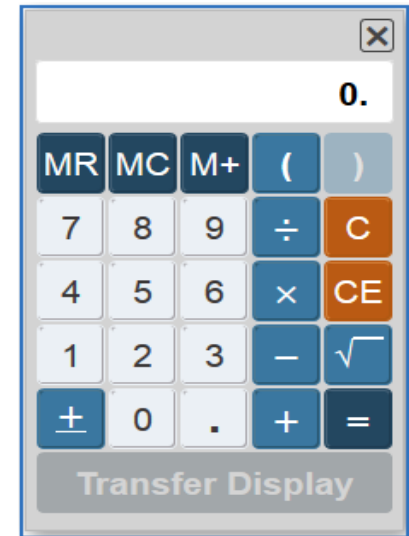 ×
0.
MR MC M+ ( )
7 8 9 ÷ C
4 5 6 × CE
1 2 3 − √
± 0 . + =
Transfer Display